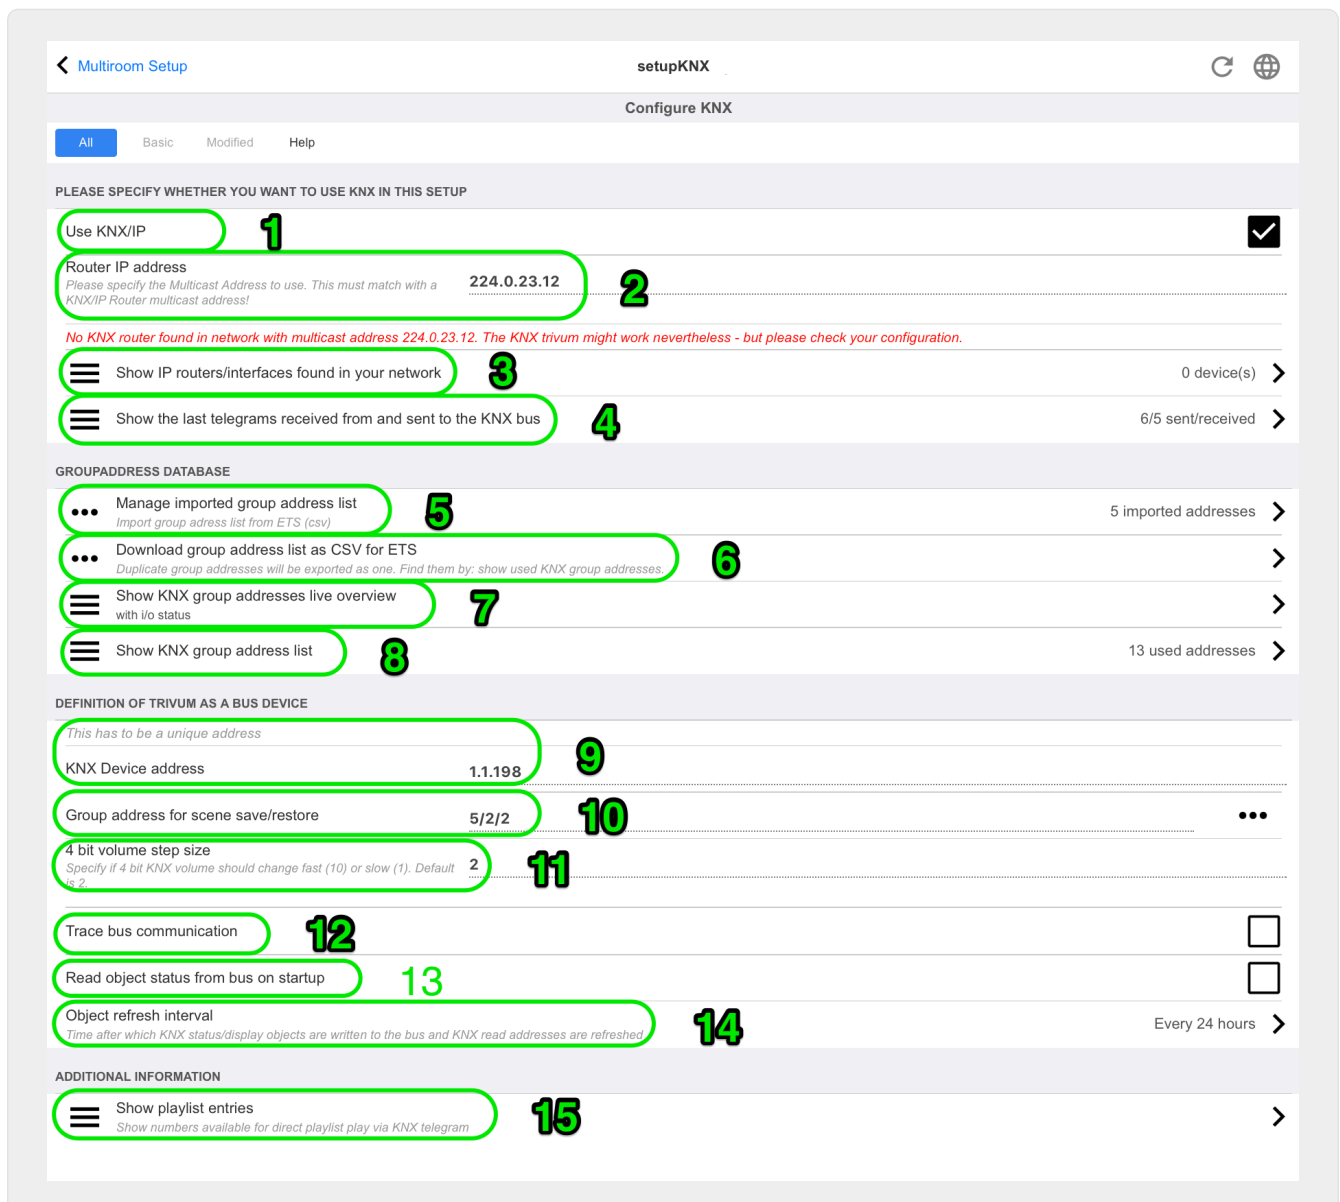 Multiroom Setup
setupKNX
Configure KNX
All Basic Modified Help
PLEASE SPECIFY WHETHER YOU WANT TO USE KNX IN THIS SETUP
Use KNX/IP 1
Router IP address
Please specify the Multicast Address to use. This must match with a
KNX/IP Router multicast address!
224.0.23.12 2
No KNX router found in network with multicast address 224.0.23.12. The KNX trivum might work nevertheless - but please check your configuration.
Show IP routers/interfaces found in your network 3 0 device(s)
Show the last telegrams received from and sent to the KNX bus 4 6/5 sent/received
GROUPADDRESS DATABASE
Manage imported group address list
Import group adress list from ETS (csv)
5 5 imported addresses
Download group address list as CSV for ETS
Duplicate group addresses will be exported as one. Find them by: show used KNX group addresses.
6
Show KNX group addresses live overview
with i/o status
7
Show KNX group address list 8 13 used addresses
DEFINITION OF TRIVUM AS A BUS DEVICE
This has to be a unique address
KNX Device address 1.1.198 9
Group address for scene save/restore 5/2/2 10
4 bit volume step size
Specify if 4 bit KNX volume should change fast (10) or slow (1). Default
is 2.
2 11
Trace bus communication 12
Read object status from bus on startup 13
Object refresh interval
Time after which KNX status/display objects are written to the bus and KNX read addresses are refreshed
14 Every 24 hours
ADDITIONAL INFORMATION
Show playlist entries
Show numbers available for direct playlist play via KNX telegram
15